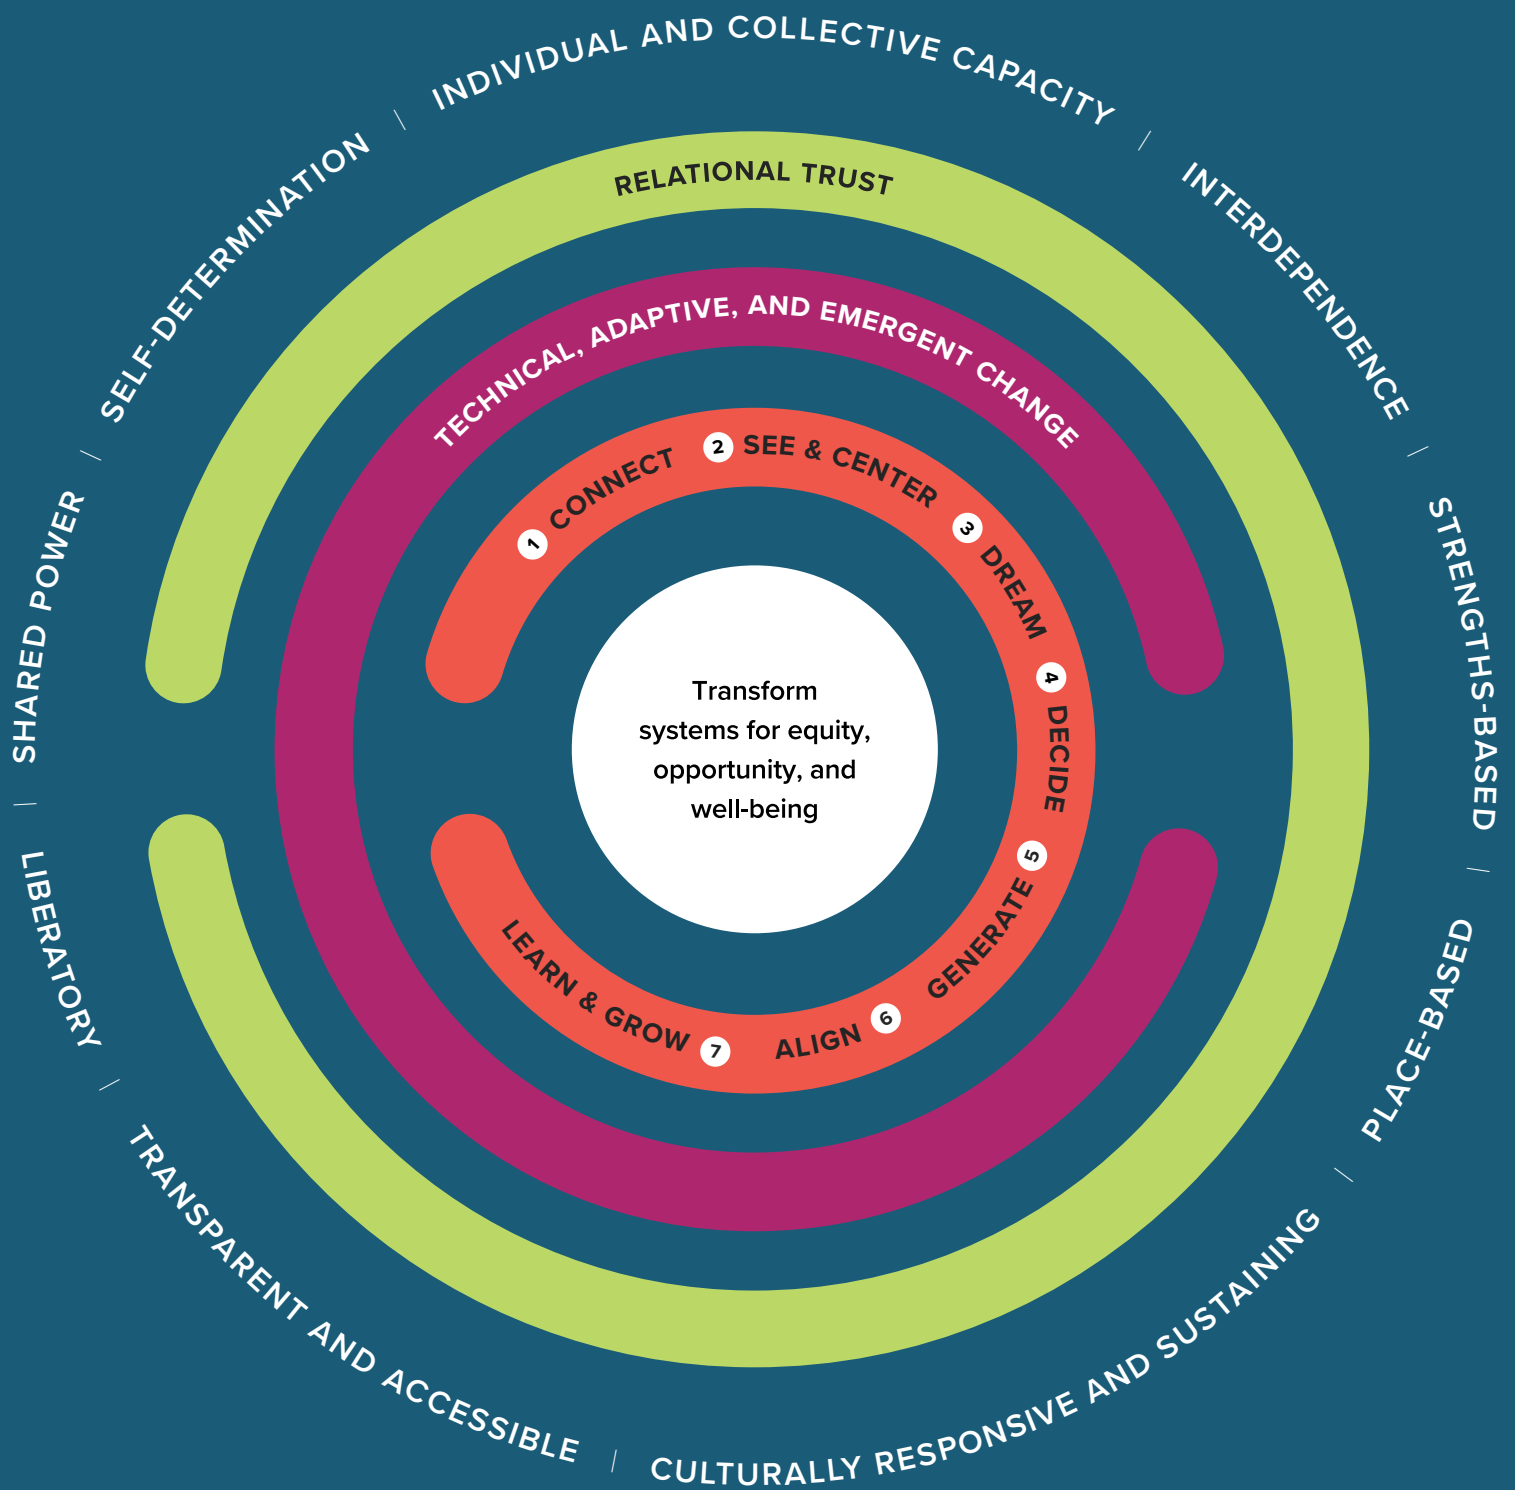 INDIVIDUAL AND COLLECTIVE CAPACITY
INTERDEPENDENCE
STRENGTHS-BASED
PLACE-BASED
CULTURALLY RESPONSIVE AND SUSTAINING
TRANSPARENT AND ACCESSIBLE
LIBERATORY
SHARED POWER
SELF-DETERMINATION
RELATIONAL TRUST
TECHNICAL, ADAPTIVE, AND EMERGENT CHANGE
1 CONNECT
2 SEE & CENTER
3 DREAM
4 DECIDE
5 GENERATE
6 ALIGN
7 LEARN & GROW
Transform
systems for equity,
opportunity, and
well-being